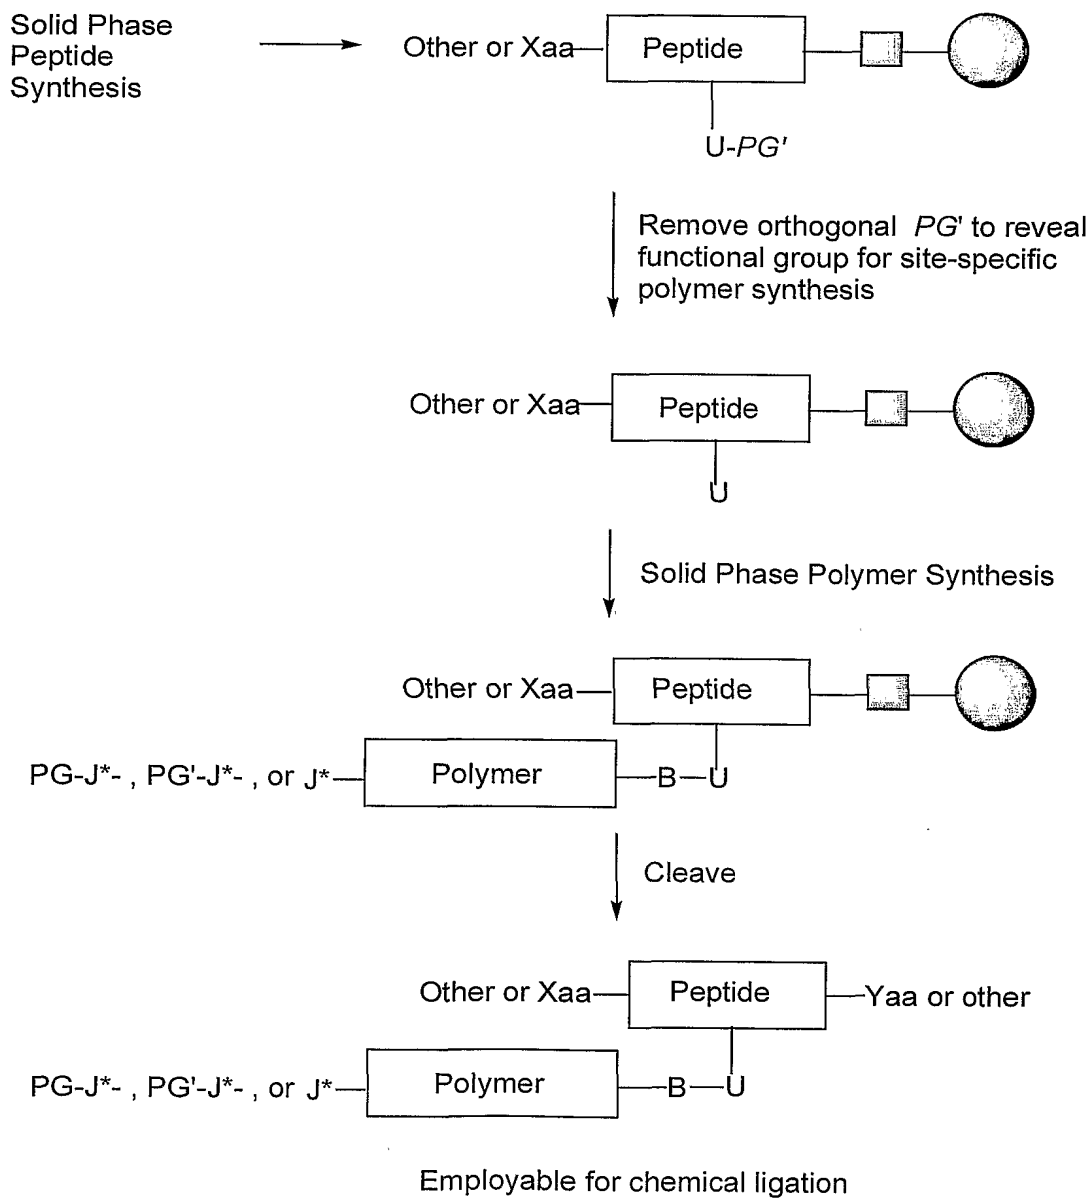 Solid Phase
Peptide
Synthesis
Other or Xaa
Peptide
U-PG'
Remove orthogonal PG' to reveal
functional group for site-specific
polymer synthesis
Other or Xaa
Peptide
U
Solid Phase Polymer Synthesis
Other or Xaa
Peptide
PG-J*- , PG'-J*- , or J*
Polymer
B
U
Cleave
Other or Xaa
Peptide
Yaa or other
PG-J*- , PG'-J*- , or J*
Polymer
B
U
Employable for chemical ligation